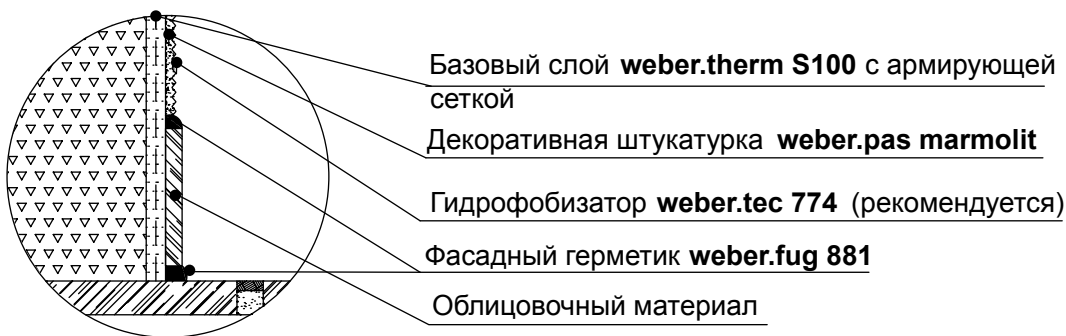 Базовый слой weber.therm S100 с армирующей
сеткой
Декоративная штукатурка weber.pas marmolit
Гидрофобизатор weber.tec 774 (рекомендуется)
Фасадный герметик weber.fug 881
Облицовочный материал